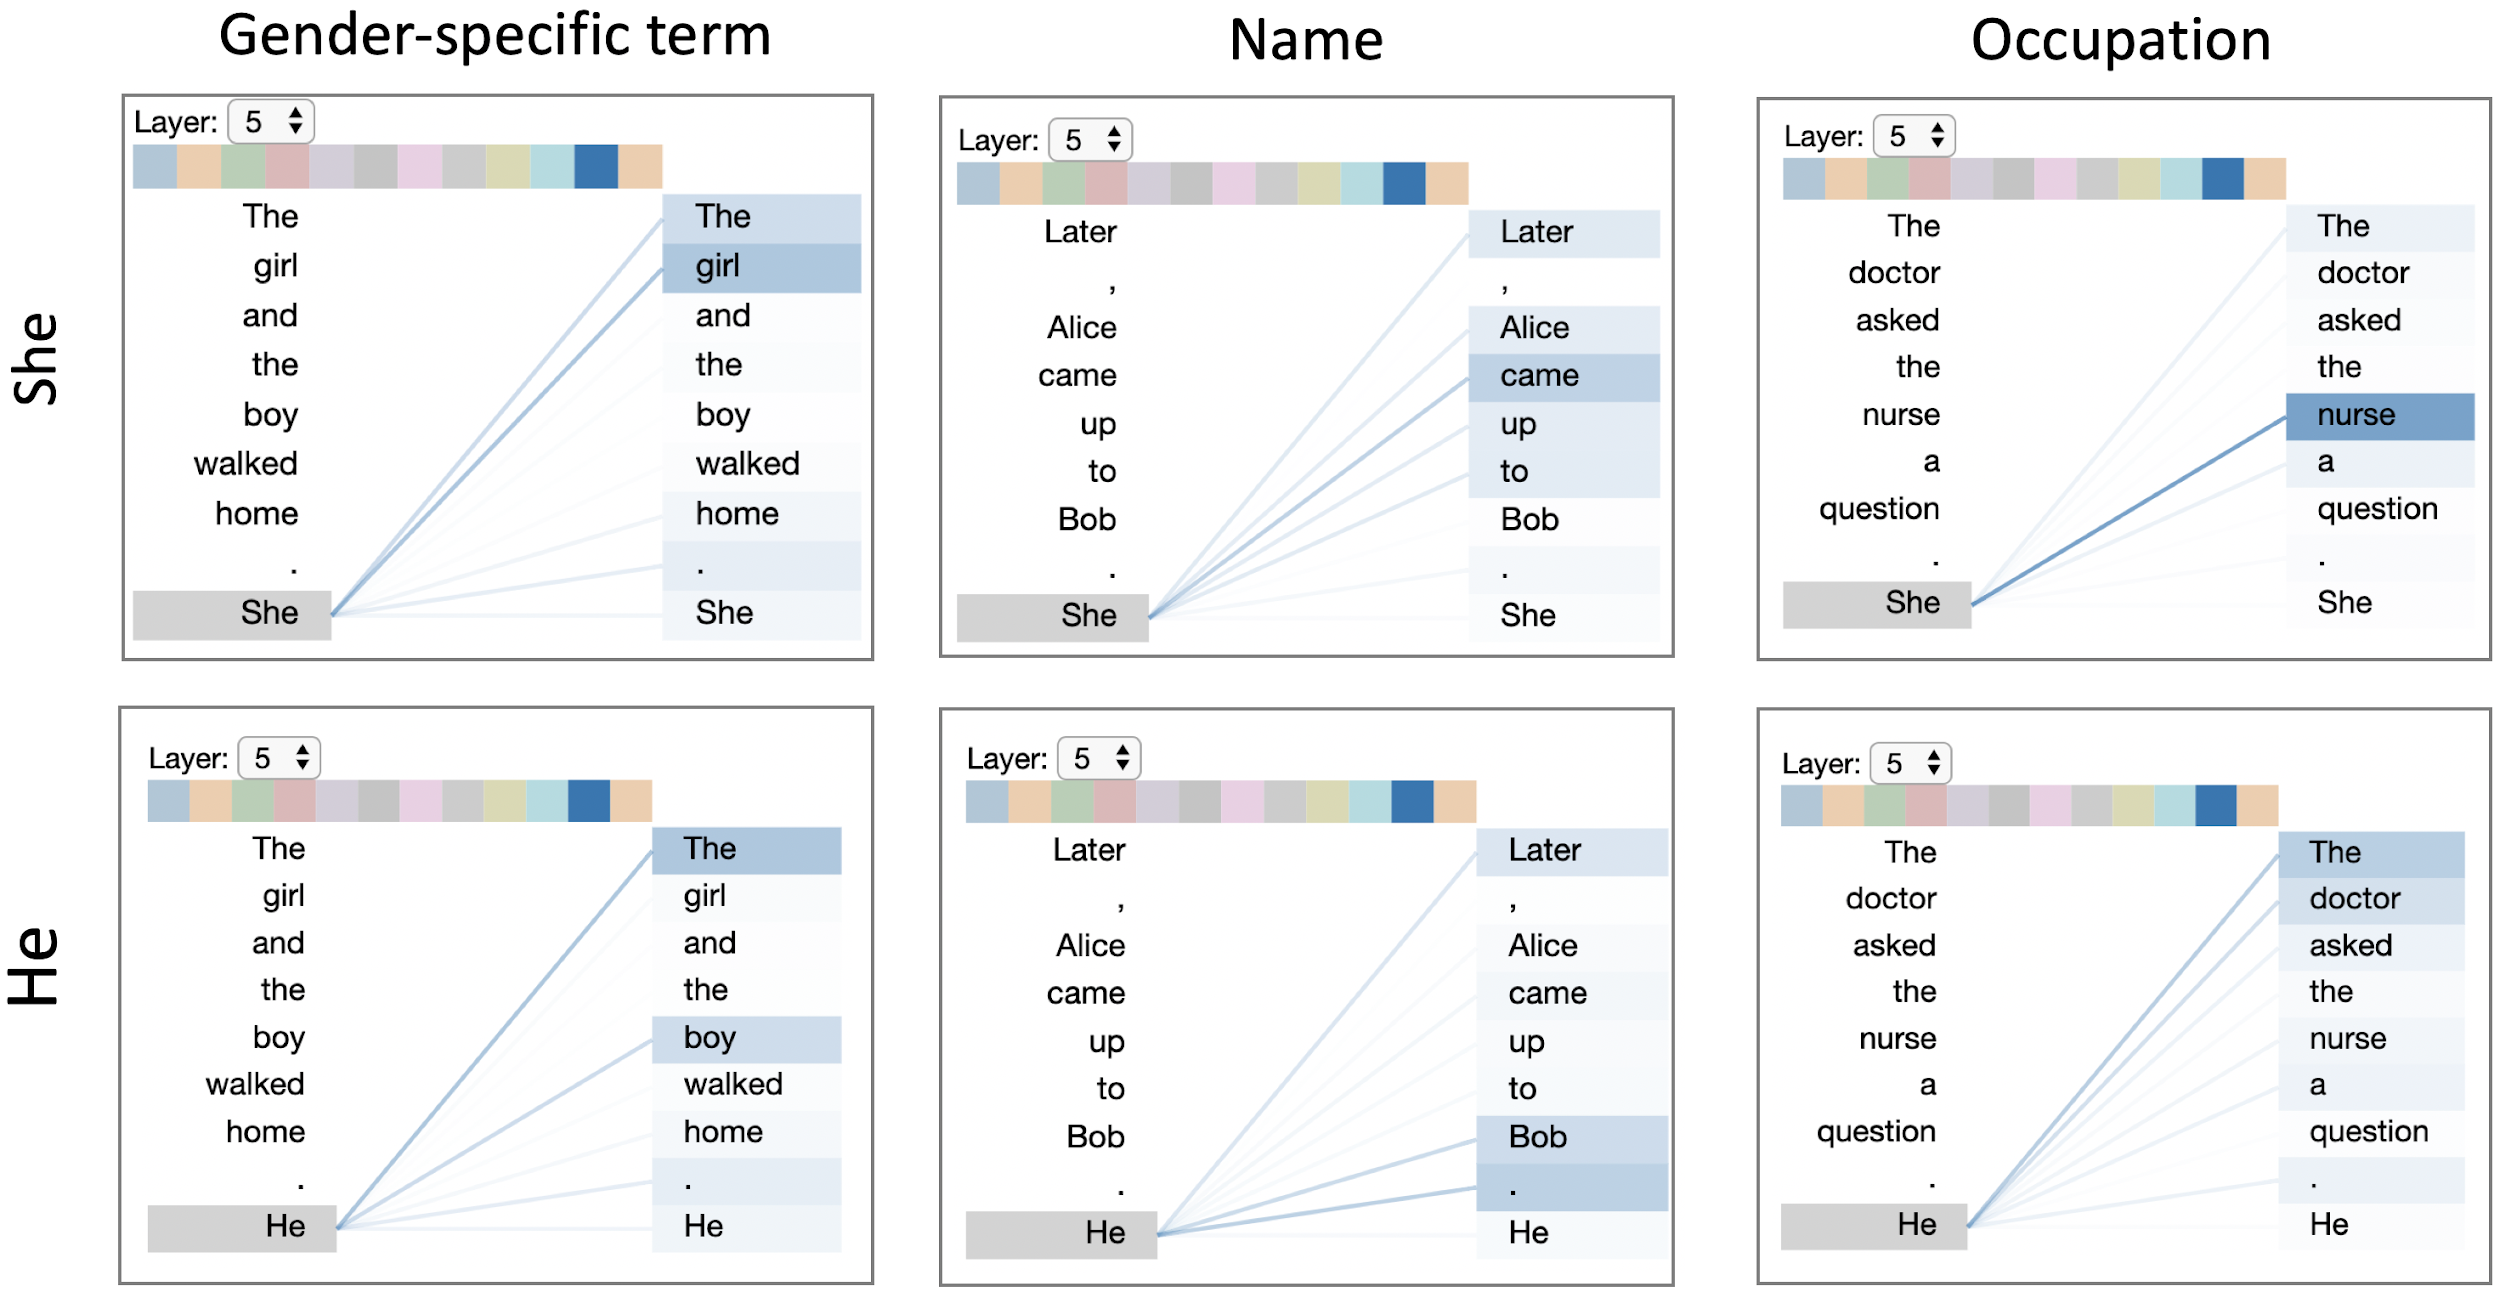 Gender-specific term
Name
Occupation
She
Layer: 5
The The
girl girl
and and
the the
boy boy
walked walked
home home
. .
She She
Layer: 5
Later Later
, ,
Alice Alice
came came
up up
to to
Bob Bob
. .
She She
Layer: 5
The The
doctor doctor
asked asked
the the
nurse nurse
a a
question question
. .
She She
He
Layer: 5
The The
girl girl
and and
the the
boy boy
walked walked
home home
. .
He He
Layer: 5
Later Later
, ,
Alice Alice
came came
up up
to to
Bob Bob
. .
He He
Layer: 5
The The
doctor doctor
asked asked
the the
nurse nurse
a a
question question
. .
He He